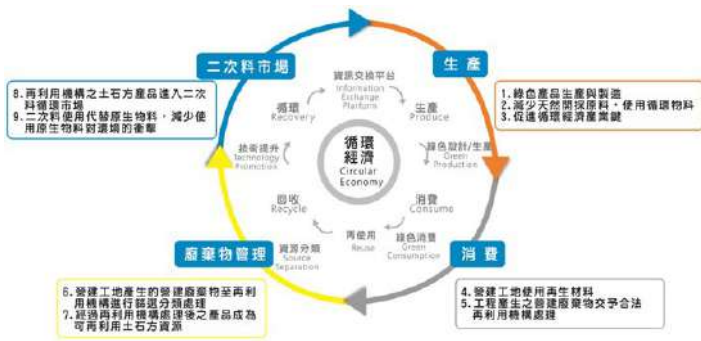 二次料市場
生產
8. 再利用機構之土石方產品進入二次
料循環市場
9. 二次料使用代替原生物料，減少使
用原生物料對環境的衝擊
1. 綠色產品生產與製造
2. 減少天然開採原料，使用循環物料
3. 促進循環經濟產業鏈
資訊交換平台
Information
Exchange
Platform
生產
Produce
綠色設計/生產
Green
Production
消費
Consume
綠色消費
Green
Consumption
再使用
Reuse
資源分類
Source
Separation
回收
Recycle
技術提升
Technology
Promotion
循環
Recovery
循環
經濟
Circular
Economy
廢棄物管理
消費
6. 營建工地產生的營建廢棄物至再利
用機構進行篩選分類處理
7. 經過再利用機構處理後之產品成為
可再利用土石方資源
4. 營建工地使用再生材料
5. 工程產生之營建廢棄物交予合法
再利用機構處理